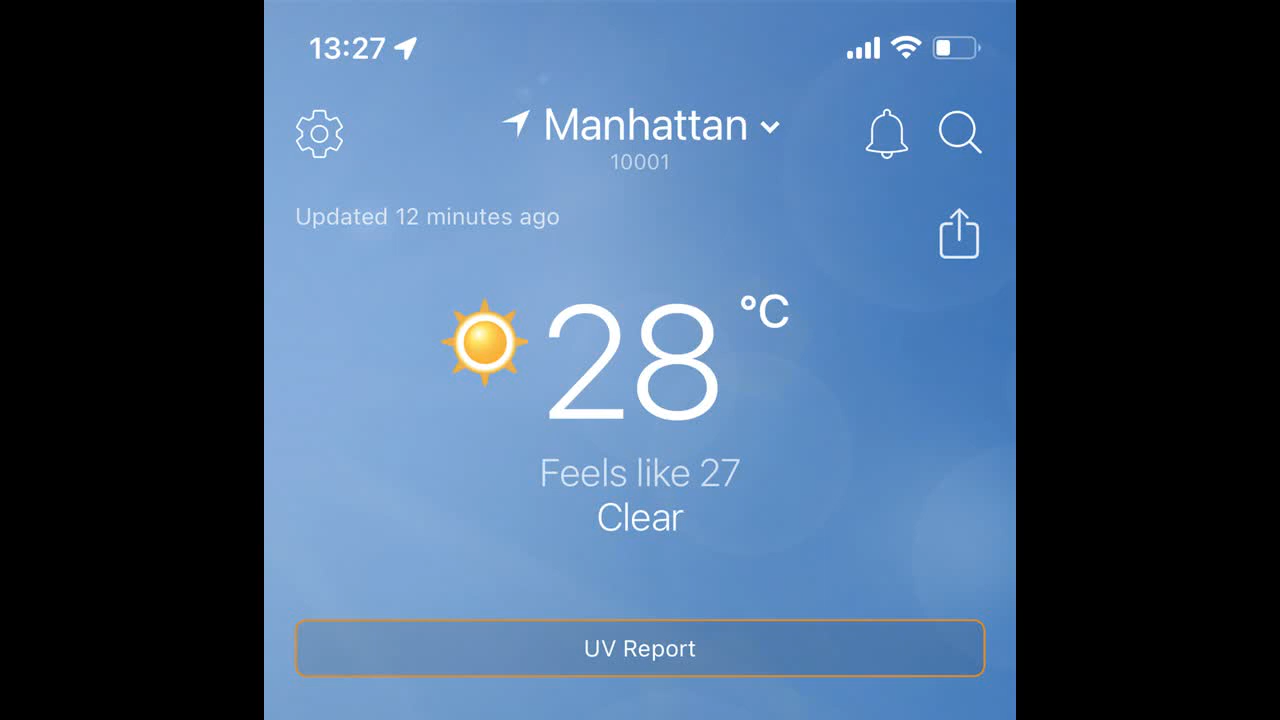 13:27
Manhattan
10001
Updated 12 minutes ago
28 °C
Feels like 27
Clear
UV Report